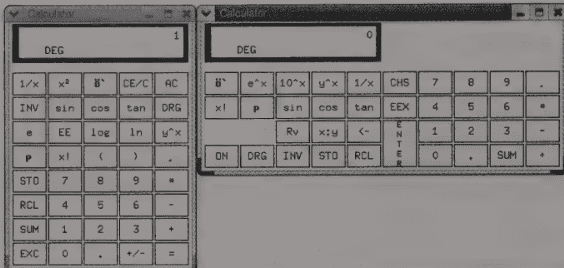 Calculator
1
DEG
1/x x² ö` CE/C AC
INV sin cos tan DRG
e EE log ln y^x
p x! ( ) .
STO 7 8 9 *
RCL 4 5 6 -
SUM 1 2 3 +
EXC 0 . +/- =
Calculator
0
DEG
ö` e^x 10^x y^x 1/x CHS 7 8 9 .
x! p sin cos tan EEX 4 5 6 *
Rv x:y <- ENTER 1 2 3 -
ON DRG INV STO RCL 0 . SUM +